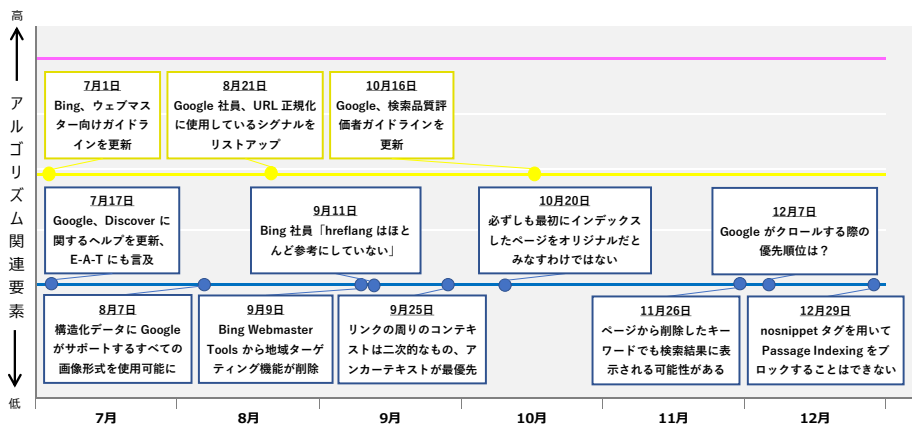 高
アルゴリズム関連要素
低
7月1日
Bing、ウェブマス
ター向けガイドラ
インを更新
8月21日
Google 社員、URL 正規化
に使用しているシグナルを
リストアップ
10月16日
Google、検索品質評
価者ガイドラインを
更新
7月17日
Google、Discover に
関するヘルプを更新、
E-A-T にも言及
9月11日
Bing 社員「hreflang はほと
んど参考にしていない」
10月20日
必ずしも最初にインデックス
したページをオリジナルだと
みなすわけではない
12月7日
Google がクロールする際の
優先順位は？
8月7日
構造化データに Google
がサポートするすべての
画像形式を使用可能に
9月9日
Bing Webmaster
Tools から地域ターゲ
ティング機能が削除
9月25日
リンクの周りのコンテキ
ストは二次的なもの、ア
ンカーテキストが最優先
11月26日
ページから削除したキー
ワードでも検索結果に表
示される可能性がある
12月29日
nosnippet タグを用いて
Passage Indexing をブ
ロックすることはできない
7月
8月
9月
10月
11月
12月